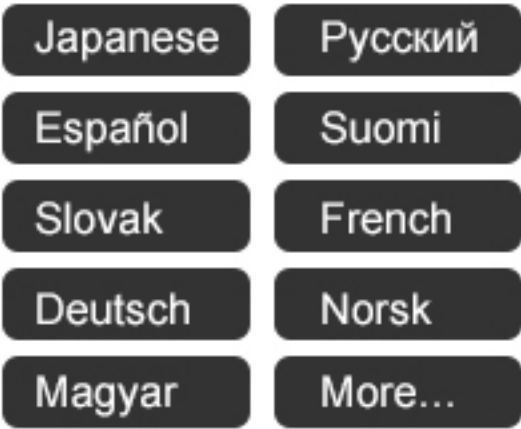 Japanese
Русский
Español
Suomi
Slovak
French
Deutsch
Norsk
Magyar
More...